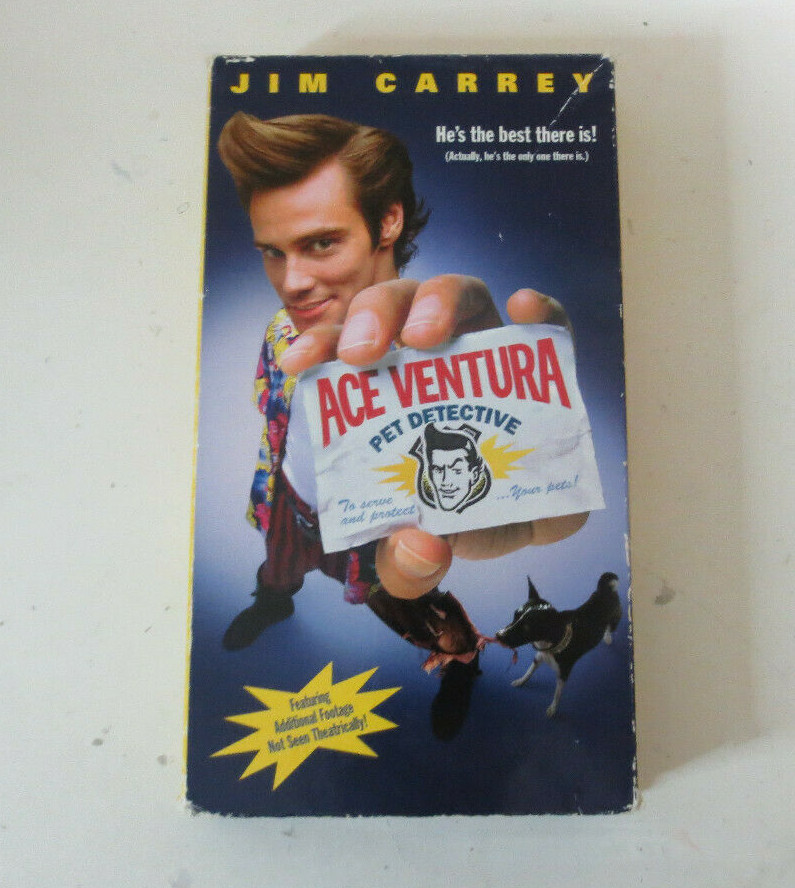 JIM CARREY
He's the best there is!
(Actually, he's the only one there is.)
ACE VENTURA
PET DETECTIVE
To serve
and protect
...Your pets!
Featuring
Additional Footage
Not Seen Theatrically!